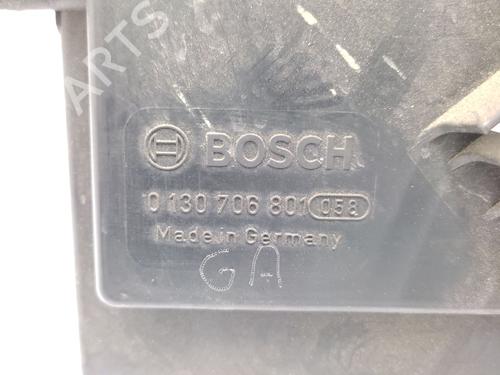 ARTS
BOSCH
0 130 706 801 058
Made in Germany
GA